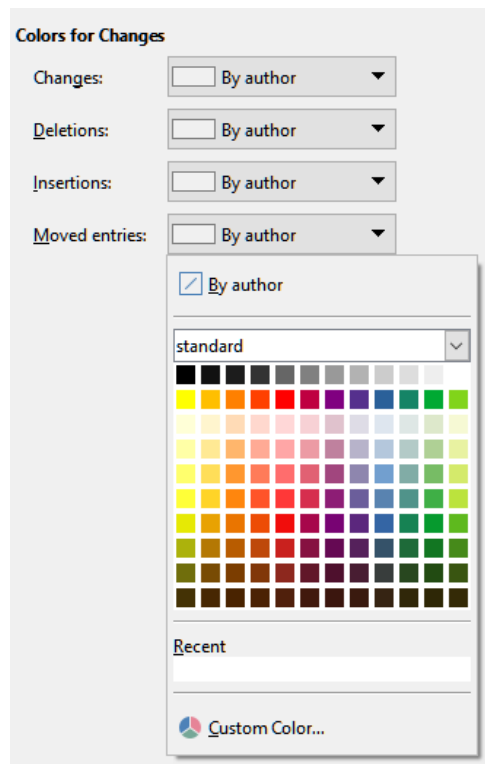 Colors for Changes
Changes: By author
Deletions: By author
Insertions: By author
Moved entries: By author
By author
standard
Recent
Custom Color...